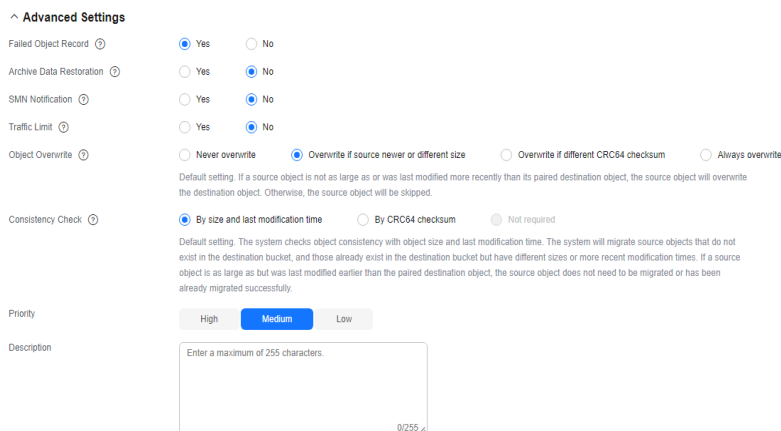 Advanced Settings
Failed Object Record ? Yes No
Archive Data Restoration ? Yes No
SMN Notification ? Yes No
Traffic Limit ? Yes No
Object Overwrite ? Never overwrite Overwrite if source newer or different size Overwrite if different CRC64 checksum Always overwrite
Default setting. If a source object is not as large as or was last modified more recently than its paired destination object, the source object will overwrite
the destination object. Otherwise, the source object will be skipped.
Consistency Check ? By size and last modification time By CRC64 checksum Not required
Default setting. The system checks object consistency with object size and last modification time. The system will migrate source objects that do not
exist in the destination bucket, and those already exist in the destination bucket but have different sizes or more recent modification times. If a source
object is as large as but was last modified earlier than the paired destination object, the source object does not need to be migrated or has been
already migrated successfully.
Priority High Medium Low
Description Enter a maximum of 255 characters.
0/255